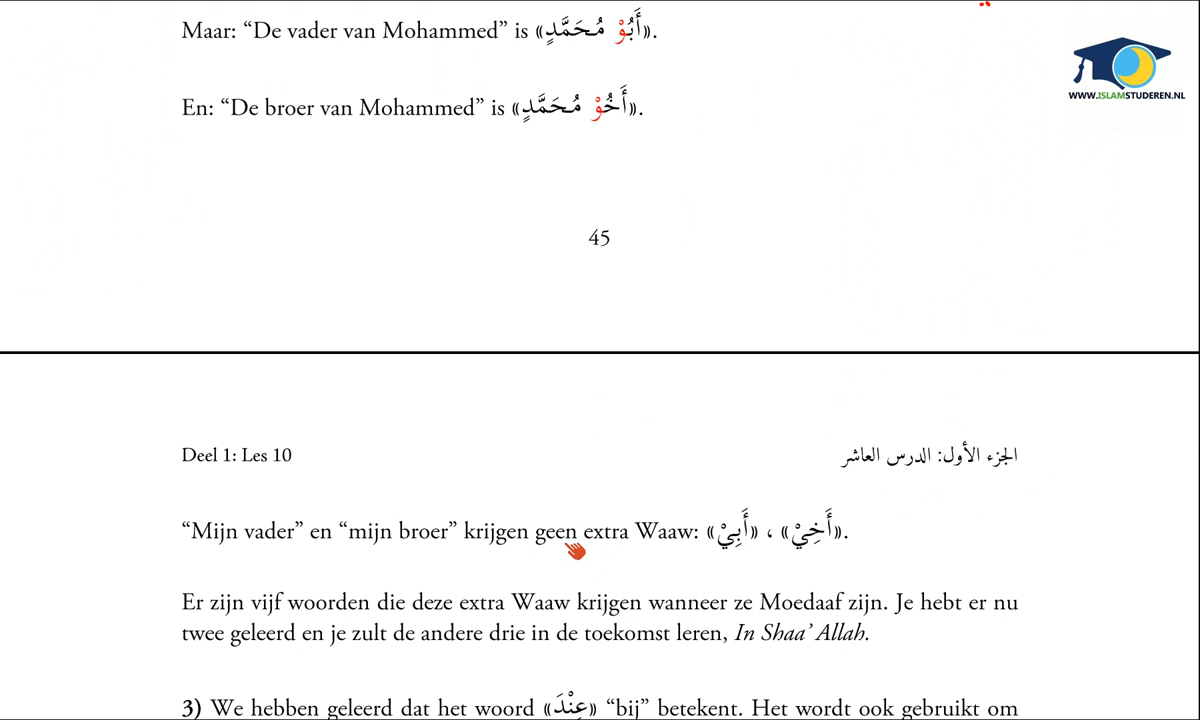 Maar: “De vader van Mohammed” is «أَبُوْ مُحَمَّدٍ».
WWW.ISLAMSTUDEREN.NL
En: “De broer van Mohammed” is «أَخُوْ مُحَمَّدٍ».
45
Deel 1: Les 10 الجزء الأول: الدرس العاشر
“Mijn vader” en “mijn broer” krijgen geen extra Waaw: «أَبِيْ» ، «أَخِيْ».
Er zijn vijf woorden die deze extra Waaw krijgen wanneer ze Moedaaf zijn. Je hebt er nu
twee geleerd en je zult de andere drie in de toekomst leren, In Shaa’ Allah.
3) We hebben geleerd dat het woord «عِنْدَ» “bij” betekent. Het wordt ook gebruikt om